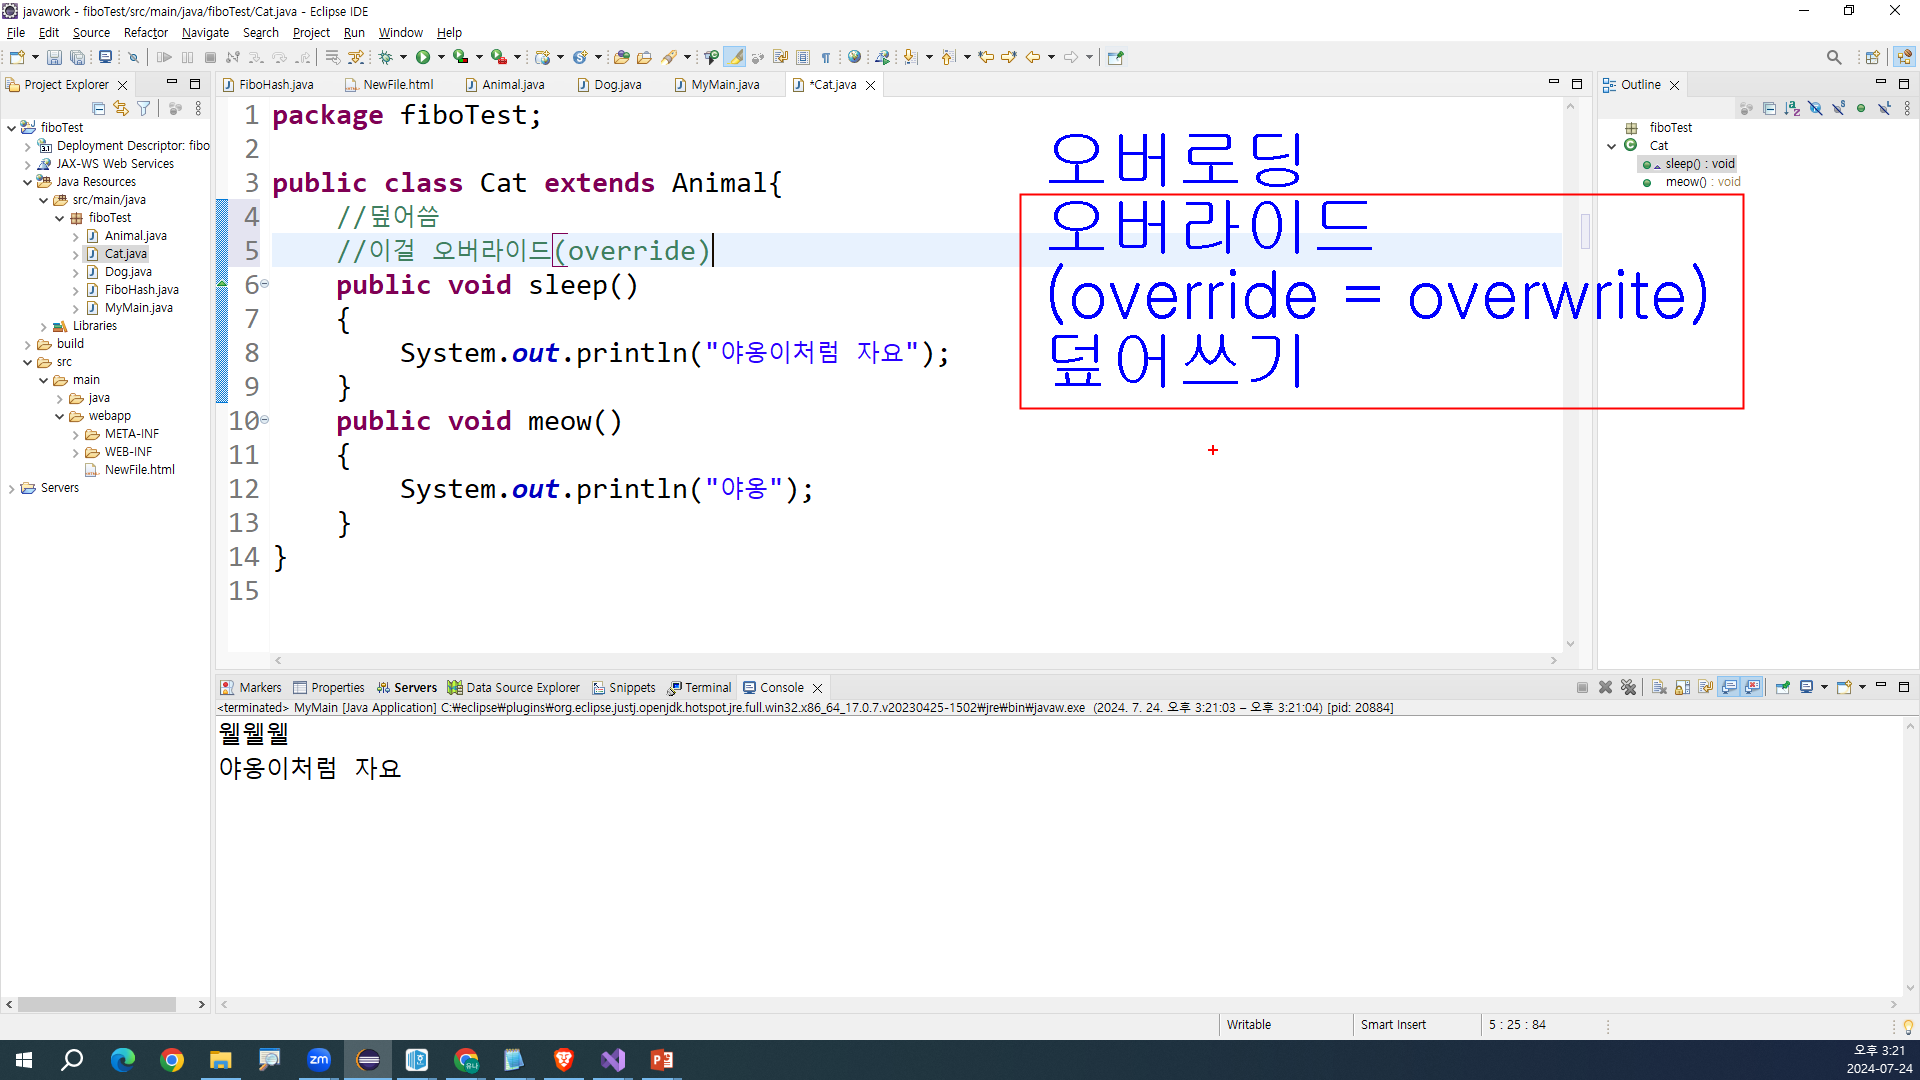 javawork - fiboTest/src/main/java/fiboTest/Cat.java - Eclipse IDE
File Edit Source Refactor Navigate Search Project Run Window Help
Project Explorer
fiboTest
Deployment Descriptor: fibo
JAX-WS Web Services
Java Resources
src/main/java
fiboTest
Animal.java
Cat.java
Dog.java
FiboHash.java
MyMain.java
Libraries
build
src
main
java
webapp
META-INF
WEB-INF
NewFile.html
Servers
FiboHash.java NewFile.html Animal.java Dog.java MyMain.java *Cat.java
1 package fiboTest;
2
3 public class Cat extends Animal{
4 //덮어씀
5 //이걸 오버라이드(override)
6 public void sleep()
7 {
8 System.out.println("야옹이처럼 자요");
9 }
10 public void meow()
11 {
12 System.out.println("야옹");
13 }
14 }
15
오버로딩
오버라이드
(override = overwrite)
덮어쓰기
Outline
fiboTest
Cat
sleep() : void
meow() : void
Markers Properties Servers Data Source Explorer Snippets Terminal Console
<terminated> MyMain [Java Application] C:₩eclipse₩plugins₩org.eclipse.justj.openjdk.hotspot.jre.full.win32.x86_64_17.0.7.v20230425-1502₩jre₩bin₩javaw.exe (2024. 7. 24. 오후 3:21:03 – 오후 3:21:04) [pid: 20884]
웰웰웰
야옹이처럼 자요
Writable Smart Insert 5 : 25 : 84
zm
오후 3:21
2024-07-24